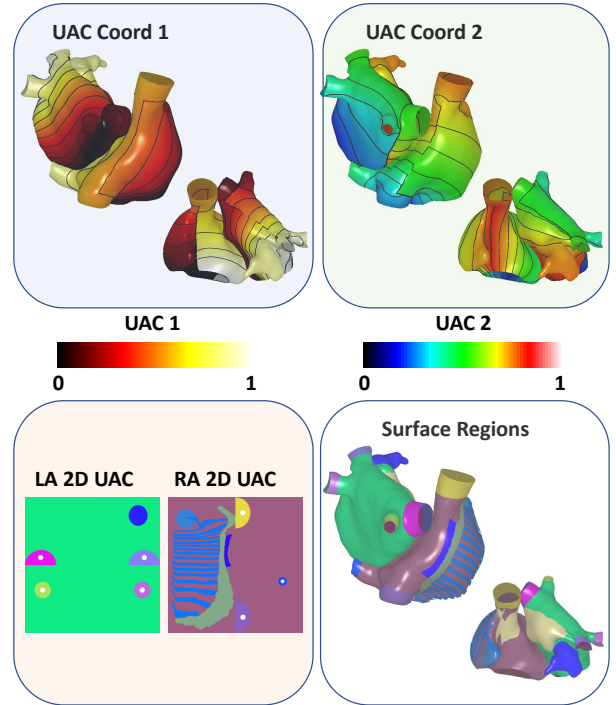 UAC Coord 1
UAC Coord 2
UAC 1
UAC 2
0
1
0
1
LA 2D UAC
RA 2D UAC
Surface Regions